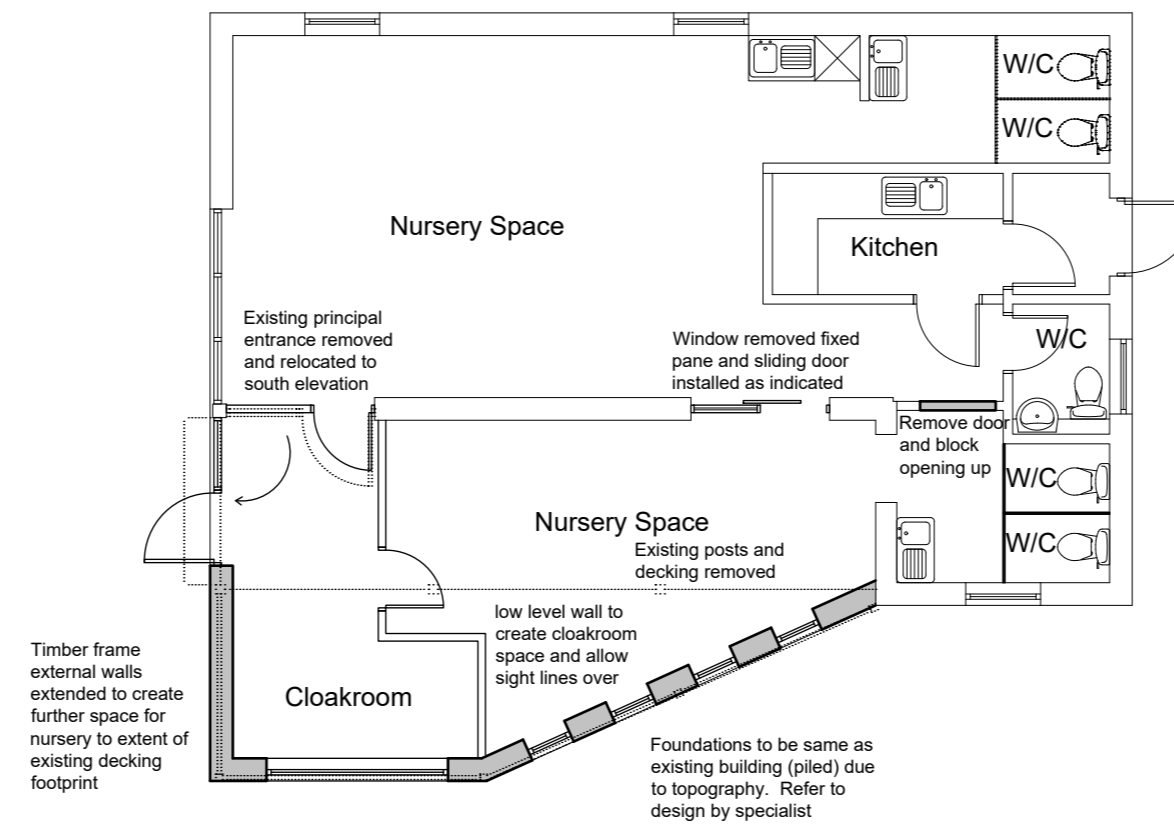 W/C
W/C
Nursery Space
Kitchen
Existing principal
entrance removed
and relocated to
south elevation
Window removed fixed
pane and sliding door
installed as indicated
W/C
Remove door
and block
opening up
W/C
Nursery Space
Existing posts and
decking removed
W/C
low level wall to
create cloakroom
space and allow
sight lines over
Timber frame
external walls
extended to create
further space for
nursery to extent of
existing decking
footprint
Cloakroom
Foundations to be same as
existing building (piled) due
to topography.  Refer to
design by specialist